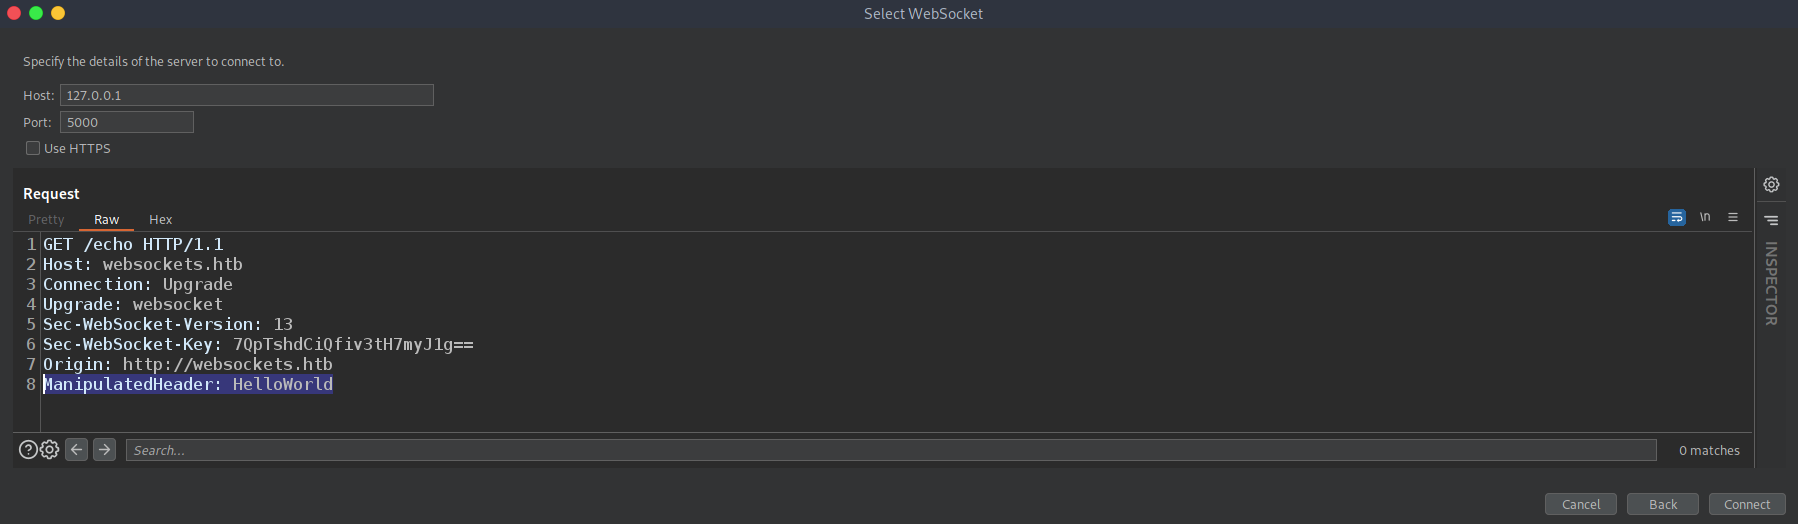 Select WebSocket
Specify the details of the server to connect to.
Host: 127.0.0.1
Port: 5000
Use HTTPS
Request
Pretty Raw Hex
\n
1 GET /echo HTTP/1.1
2 Host: websockets.htb
3 Connection: Upgrade
4 Upgrade: websocket
5 Sec-WebSocket-Version: 13
6 Sec-WebSocket-Key: 7QpTshdCiQfiv3tH7myJ1g==
7 Origin: http://websockets.htb
8 ManipulatedHeader: HelloWorld
INSPECTOR
Search... 0 matches
Cancel Back Connect